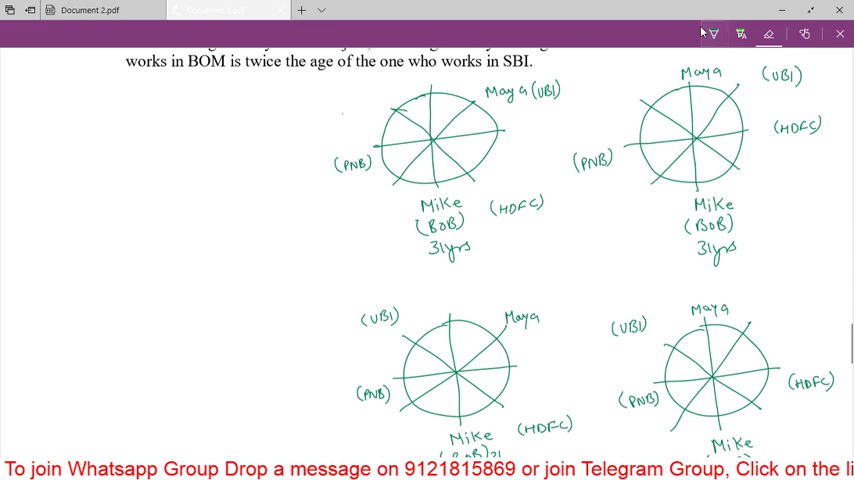 Document 2.pdf
Document 2.pdf
works in BOM is twice the age of the one who works in SBI.
Maya (UBI)
(PNB)
Mike
(BOB)
31yrs
(HDFC)
Maya
(UBI)
(HDFC)
(PNB)
Mike
(BOB)
31yrs
(UBI)
Maya
(PNB)
(HDFC)
Mike
Maya
(UBI)
(HDFC)
(PNB)
Mike
To join Whatsapp Group Drop a message on 9121815869 or join Telegram Group, Click on the li